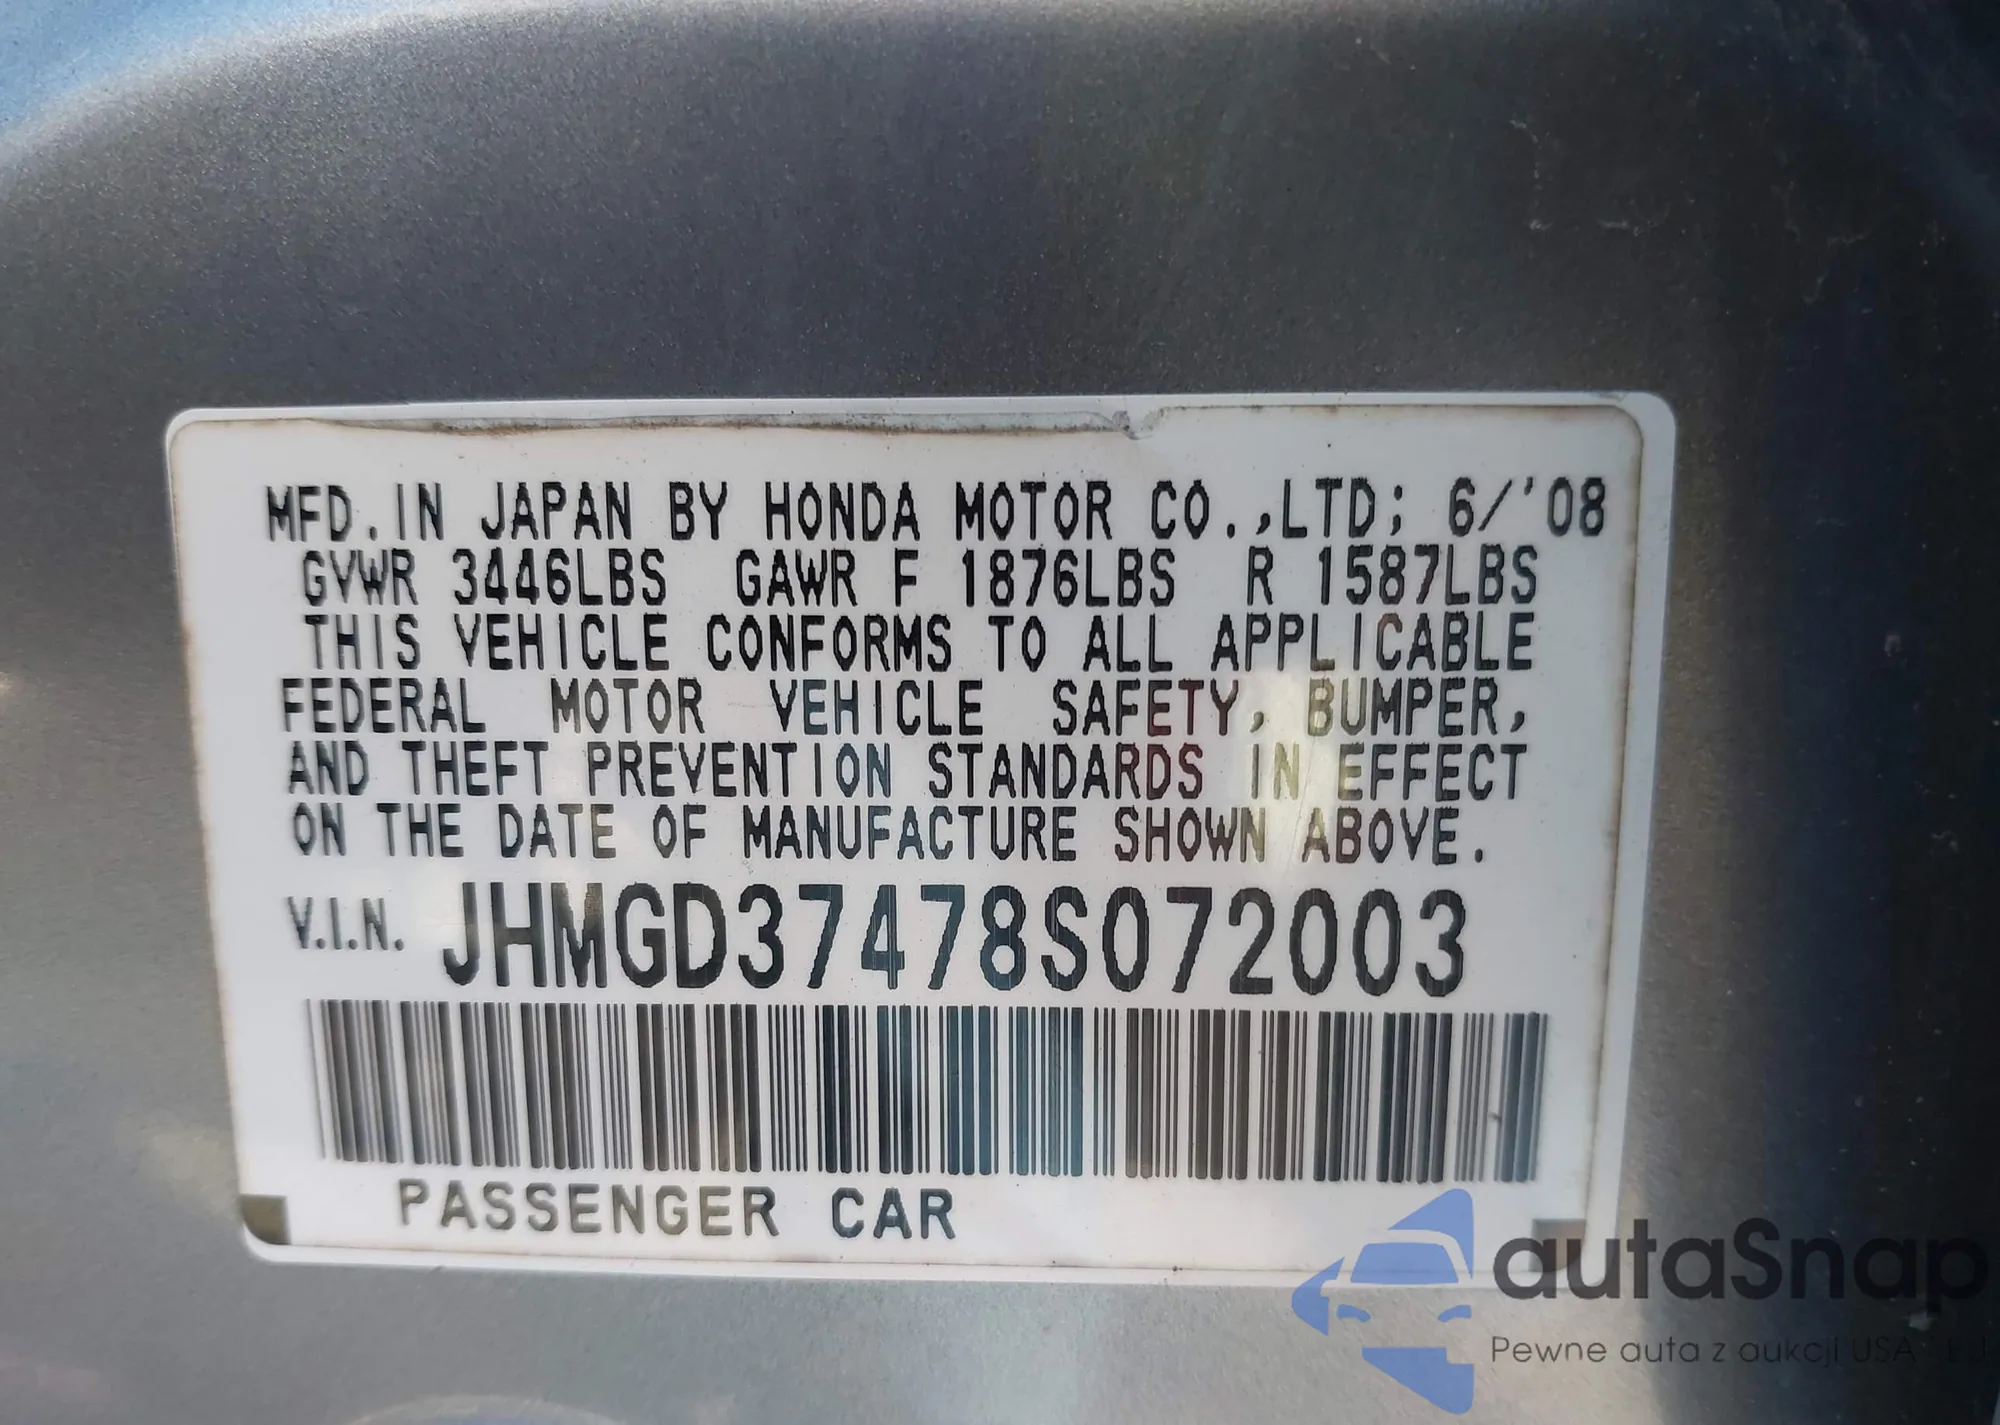 MFD. IN JAPAN BY HONDA MOTOR CO.,LTD; 6/'08
GVWR 3446LBS GAWR F 1876LBS R 1587LBS
THIS VEHICLE CONFORMS TO ALL APPLICABLE
FEDERAL MOTOR VEHICLE SAFETY, BUMPER,
AND THEFT PREVENTION STANDARDS IN EFFECT
ON THE DATE OF MANUFACTURE SHOWN ABOVE.
V.I.N. JHMGD37478S072003
PASSENGER CAR
autaSnap
Pewne auta z aukcji USA - EU